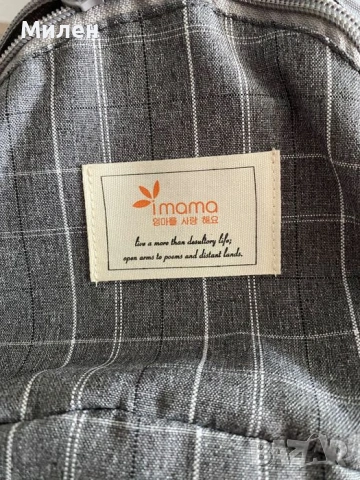 Милен
i mama
엄마를 사랑 해요
live a more than desultory life;
open arms to poems and distant lands.